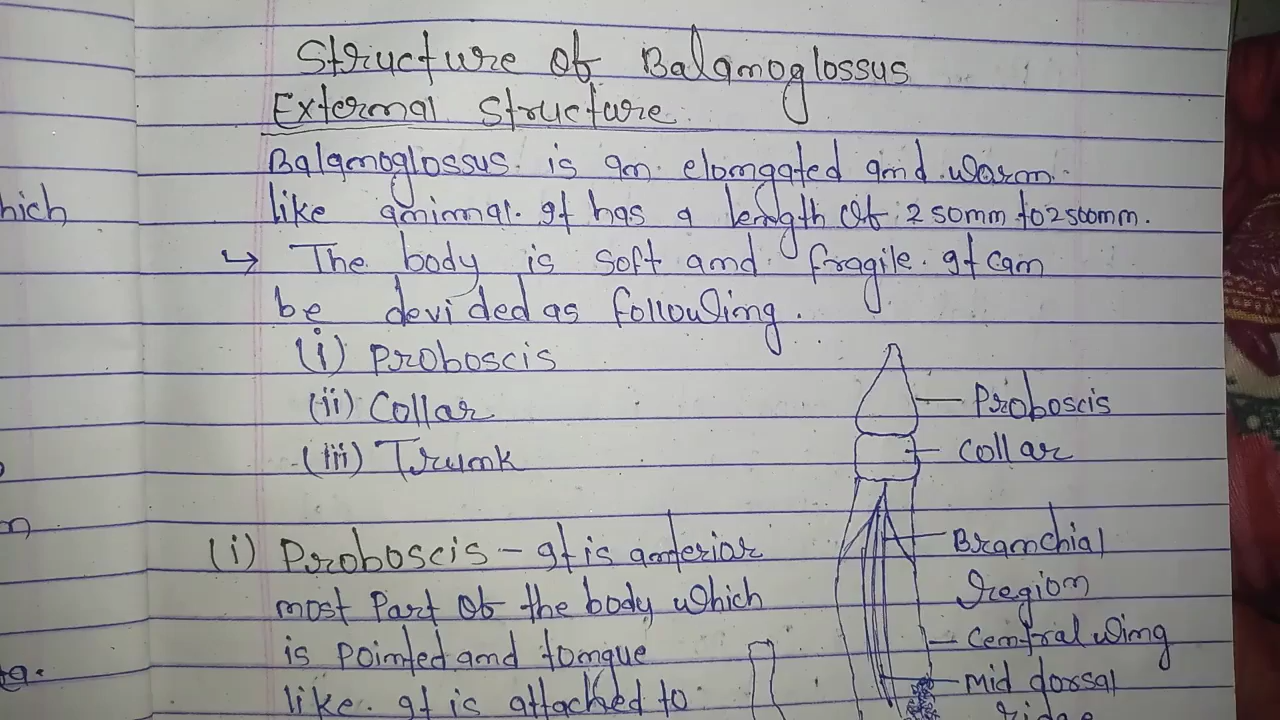 Structure of Balanoglossus
External Structure
Balanoglossus is an elongated and worm
like animal. It has a length of 250mm to 2500mm.
↳ The body is soft and fragile. It can
be devided as following.
(i) Proboscis
(ii) Collar
(iii) Trunk
(i) Proboscis - It is anterior
most part of the body which
is pointed and tongue
like. It is attached to
Proboscis
Collar
Branchial
region
Central wing
mid dorsal
ridge
hich